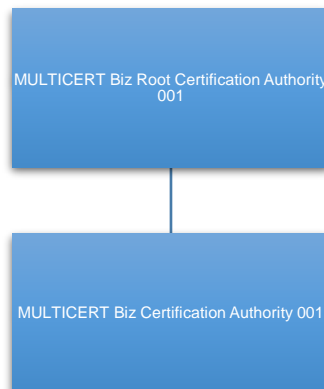 MULTICERT Biz Root Certification Authority
001
MULTICERT Biz Certification Authority 001